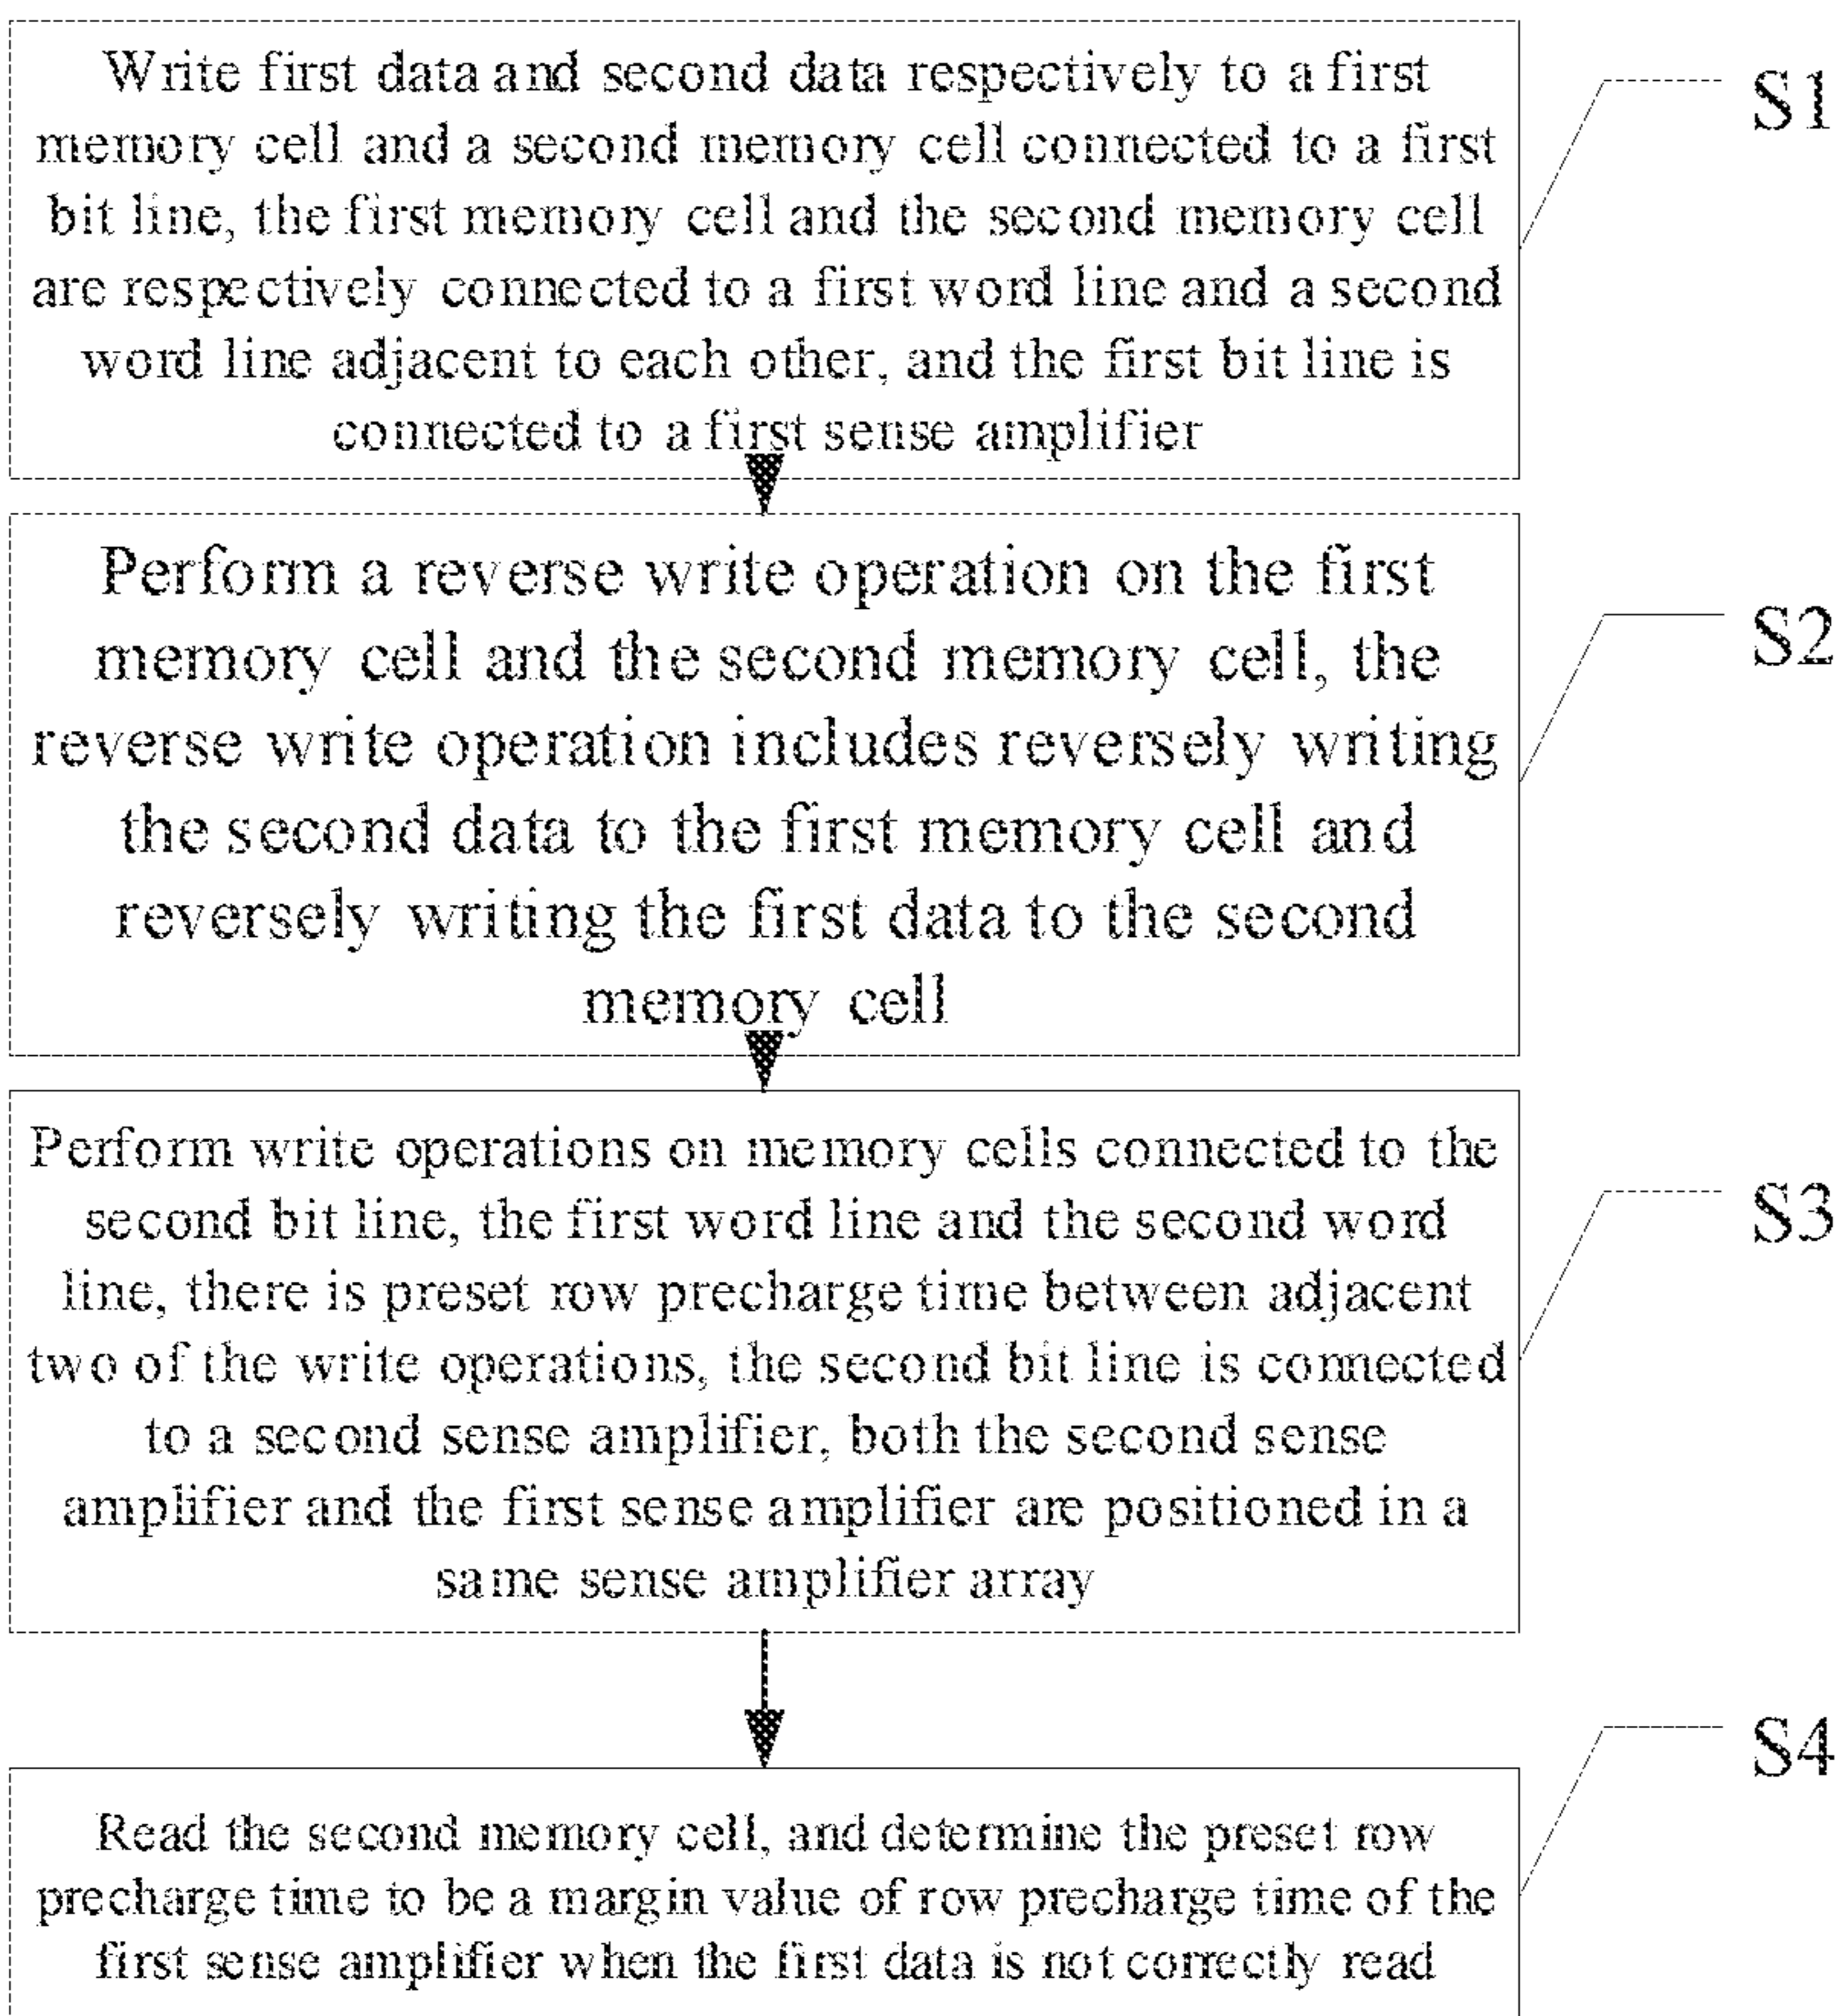 Write first data and second data respectively to a first
memory cell and a second memory cell connected to a first
bit line, the first memory cell and the second memory cell
are respectively connected to a first word line and a second
word line adjacent to each other, and the first bit line is
connected to a first sense amplifier
S1
Perform a reverse write operation on the first
memory cell and the second memory cell, the
reverse write operation includes reversely writing
the second data to the first memory cell and
reversely writing the first data to the second
memory cell
S2
Perform write operations on memory cells connected to the
second bit line, the first word line and the second word
line, there is preset row precharge time between adjacent
two of the write operations, the second bit line is connected
to a second sense amplifier, both the second sense
amplifier and the first sense amplifier are positioned in a
same sense amplifier array
S3
Read the second memory cell, and determine the preset row
precharge time to be a margin value of row precharge time of the
first sense amplifier when the first data is not correctly read
S4